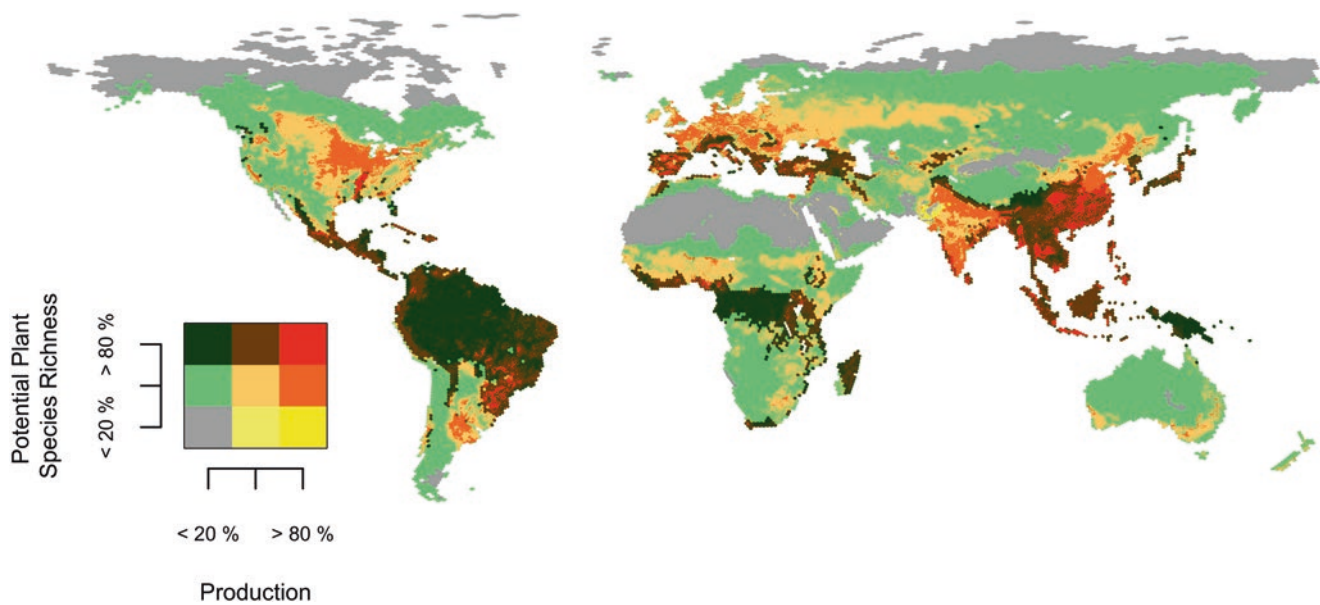 Potential Plant
Species Richness
> 80 %
< 20 %
< 20 %
> 80 %
Production